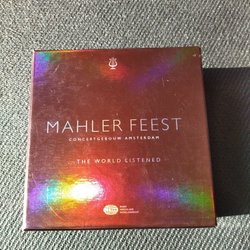 MAHLER FEEST
CONCERTGEBOUW AMSTERDAM
THE WORLD LISTENED